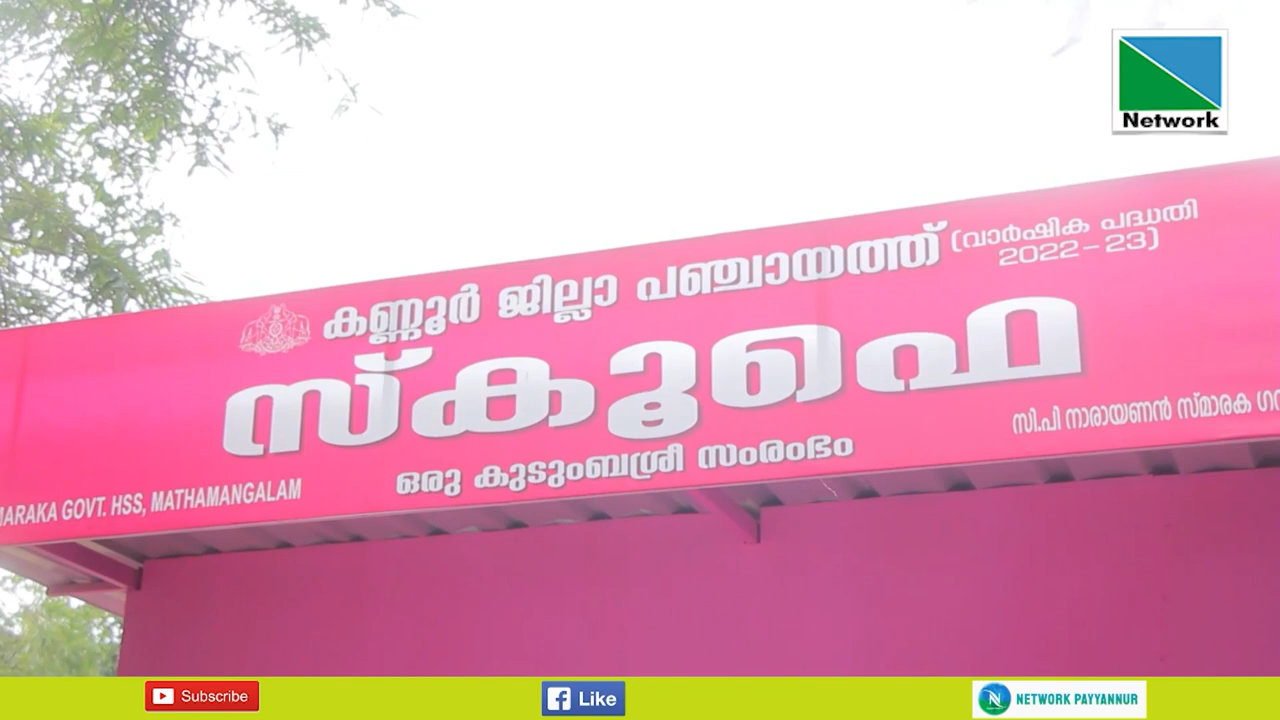 Network
കണ്ണൂർ ജില്ലാ പഞ്ചായത്ത് (വാർഷിക പദ്ധതി
2022-23)
സ്കൂഫെ
ഒരു കുടുംബശ്രീ സംരംഭം
സി.പി നാരായണൻ സ്മാരക
GOVT. HSS, MATHAMANGALAM
Subscribe
Like
NETWORK PAYYANNUR